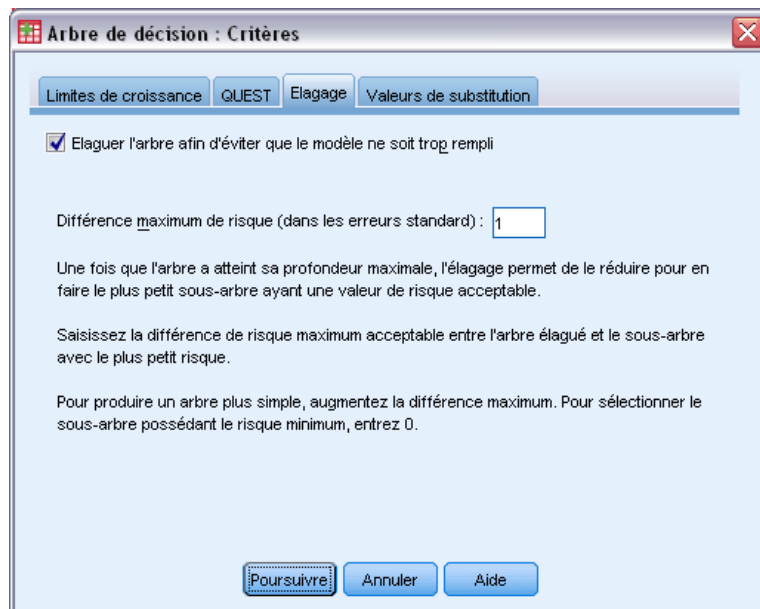 Arbre de décision : Critères
Limites de croissance QUEST Elagage Valeurs de substitution
Elaguer l'arbre afin d'éviter que le modèle ne soit trop rempli
Différence maximum de risque (dans les erreurs standard) : 1
Une fois que l'arbre a atteint sa profondeur maximale, l'élagage permet de le réduire pour en
faire le plus petit sous-arbre ayant une valeur de risque acceptable.
Saisissez la différence de risque maximum acceptable entre l'arbre élagué et le sous-arbre
avec le plus petit risque.
Pour produire un arbre plus simple, augmentez la différence maximum. Pour sélectionner le
sous-arbre possédant le risque minimum, entrez 0.
Poursuivre Annuler Aide